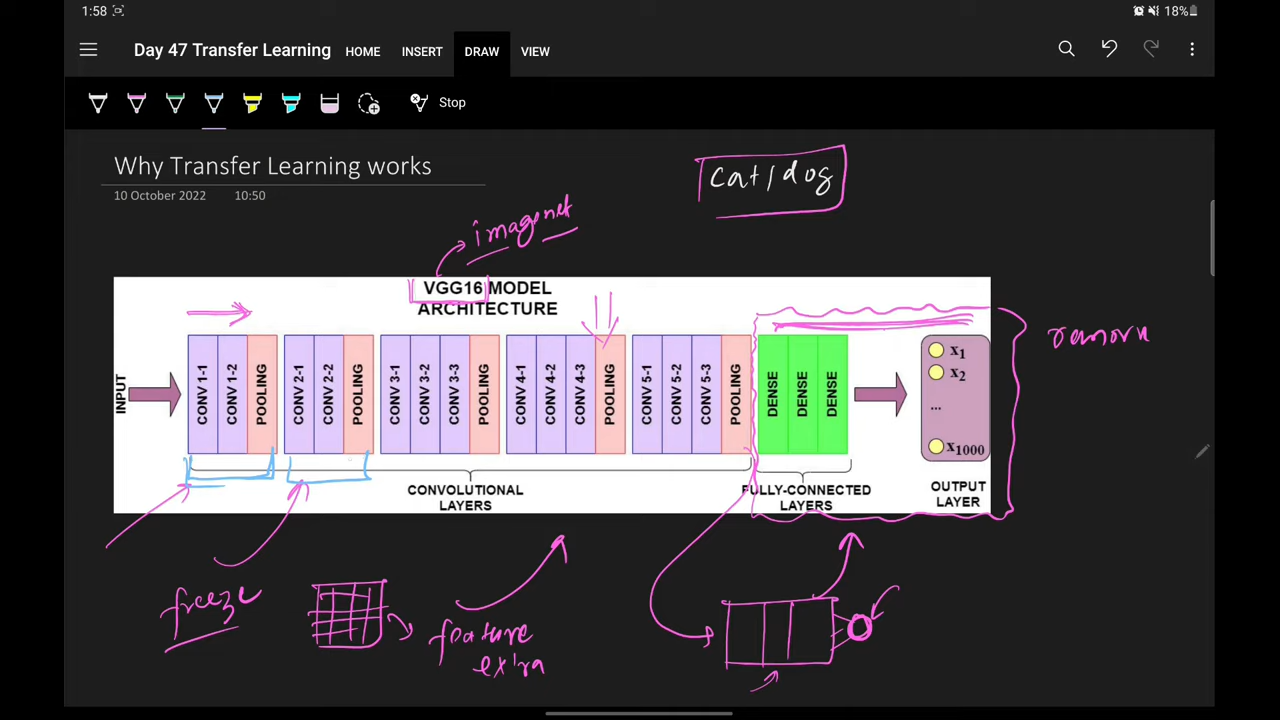 1:58
18%
Day 47 Transfer Learning
HOME
INSERT
DRAW
VIEW
Stop
Why Transfer Learning works
10 October 2022
10:50
cat/dog
imagenet
VGG16 MODEL
ARCHITECTURE
INPUT
CONV 1-1
CONV 1-2
POOLING
CONV 2-1
CONV 2-2
POOLING
CONV 3-1
CONV 3-2
CONV 3-3
POOLING
CONV 4-1
CONV 4-2
CONV 4-3
POOLING
CONV 5-1
CONV 5-2
CONV 5-3
POOLING
DENSE
DENSE
DENSE
x1
x2
...
x1000
CONVOLUTIONAL
LAYERS
FULLY-CONNECTED
LAYERS
OUTPUT
LAYER
freeze
feature
extra